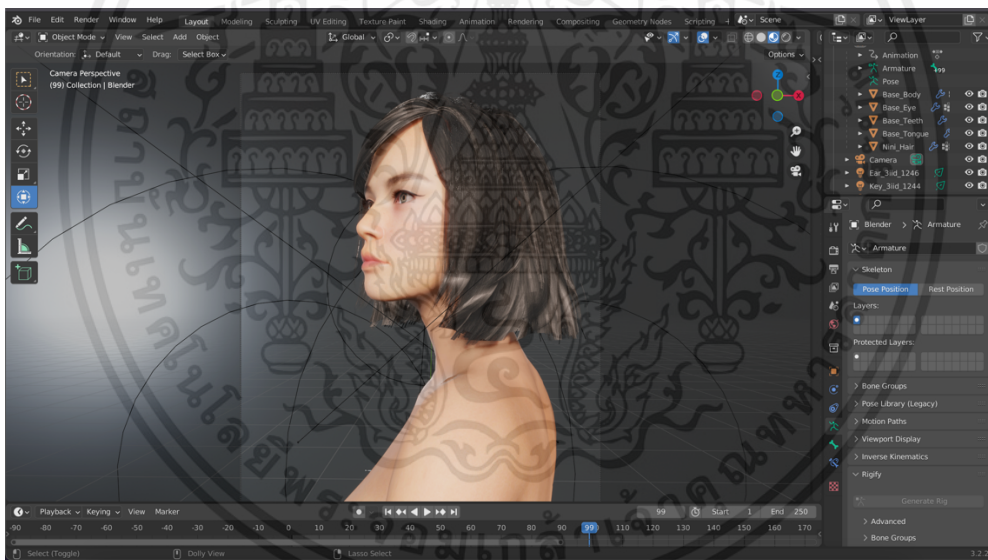 File Edit Render Window Help Layout Modeling Sculpting UV Editing Texture Paint Shading Animation Rendering Compositing Geometry Nodes Scripting Scene ViewLayer
Object Mode View Select Add Object Global
Orientation: Default Drag: Select Box Options
Camera Perspective
(99) Collection | Blender
Z
X
Animation
Armature 99
Pose
Base_Body
Base_Eye
Base_Teeth
Base_Tongue
Nini_Hair
Camera
Ear_3iid_1246
Key_3iid_1244
Blender > Armature
Armature
Skeleton
Pose Position Rest Position
Layers:
Protected Layers:
Bone Groups
Pose Library (Legacy)
Motion Paths
Viewport Display
Inverse Kinematics
Rigify
Generate Rig
Advanced
Bone Groups
Playback Keying View Marker 99 Start 1 End 250
-90 -80 -70 -60 -50 -40 -30 -20 -10 0 10 20 30 40 50 60 70 80 90 99 110 120 130 140 150 160 170
Select (Toggle) Dolly View Lasso Select 3.2.2